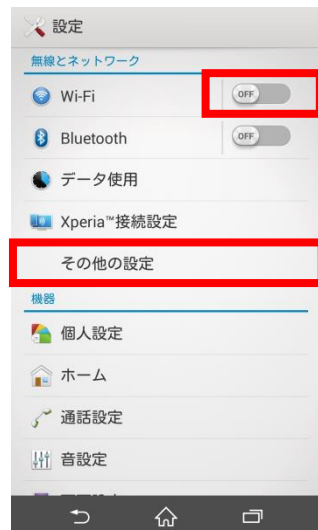 設定
無線とネットワーク
Wi-Fi
OFF
Bluetooth
OFF
データ使用
Xperia™接続設定
その他の設定
機器
個人設定
ホーム
通話設定
音設定